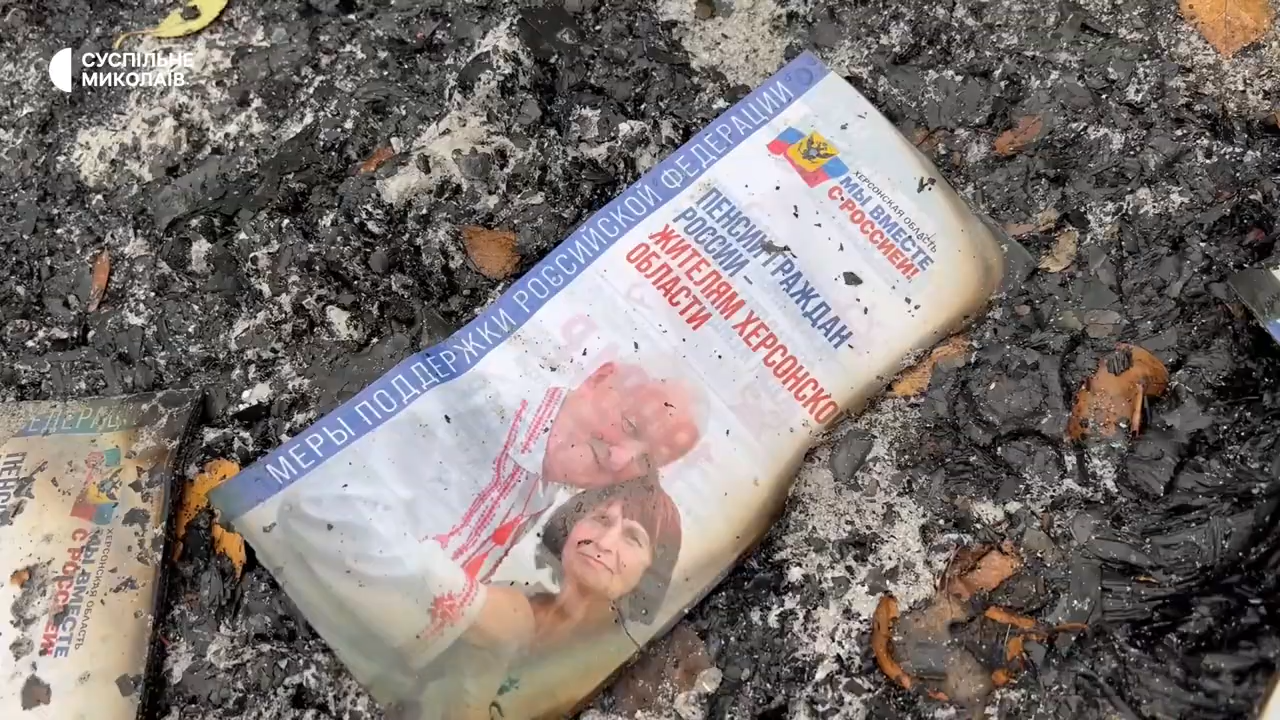 СУСПІЛЬНЕ
МИКОЛАЇВ
МЕРЫ ПОДДЕРЖКИ РОССИЙСКОЙ ФЕДЕРАЦИИ
ХЕРСОНСКАЯ ОБЛАСТЬ
МЫ ВМЕСТЕ
С РОССИЕЙ!
ПЕНСИИ ГРАЖДАН
РОССИИ –
ЖИТЕЛЯМ ХЕРСОНСКО
ОБЛАСТИ
ХЕРСОНСКАЯ ОБЛАСТЬ
МЫ ВМЕСТЕ
С РОССИЕЙ!